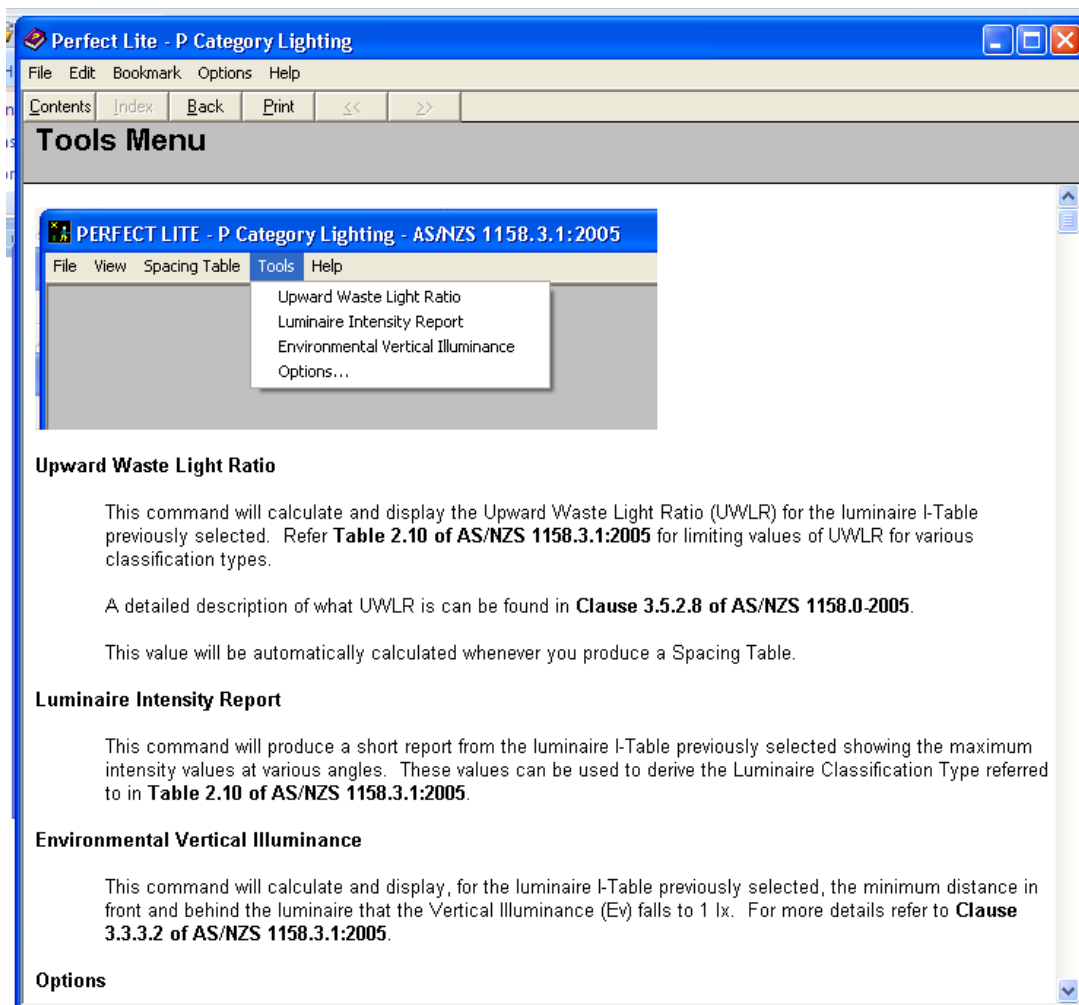 Perfect Lite - P Category Lighting
File Edit Bookmark Options Help
Contents Index Back Print << >>
Tools Menu
PERFECT LITE - P Category Lighting - AS/NZS 1158.3.1:2005
File View Spacing Table Tools Help
Upward Waste Light Ratio
Luminaire Intensity Report
Environmental Vertical Illuminance
Options...
Upward Waste Light Ratio
This command will calculate and display the Upward Waste Light Ratio (UWLR) for the luminaire I-Table
previously selected. Refer Table 2.10 of AS/NZS 1158.3.1:2005 for limiting values of UWLR for various
classification types.
A detailed description of what UWLR is can be found in Clause 3.5.2.8 of AS/NZS 1158.0-2005.
This value will be automatically calculated whenever you produce a Spacing Table.
Luminaire Intensity Report
This command will produce a short report from the luminaire I-Table previously selected showing the maximum
intensity values at various angles. These values can be used to derive the Luminaire Classification Type referred
to in Table 2.10 of AS/NZS 1158.3.1:2005.
Environmental Vertical Illuminance
This command will calculate and display, for the luminaire I-Table previously selected, the minimum distance in
front and behind the luminaire that the Vertical Illuminance (Ev) falls to 1 lx. For more details refer to Clause
3.3.3.2 of AS/NZS 1158.3.1:2005.
Options